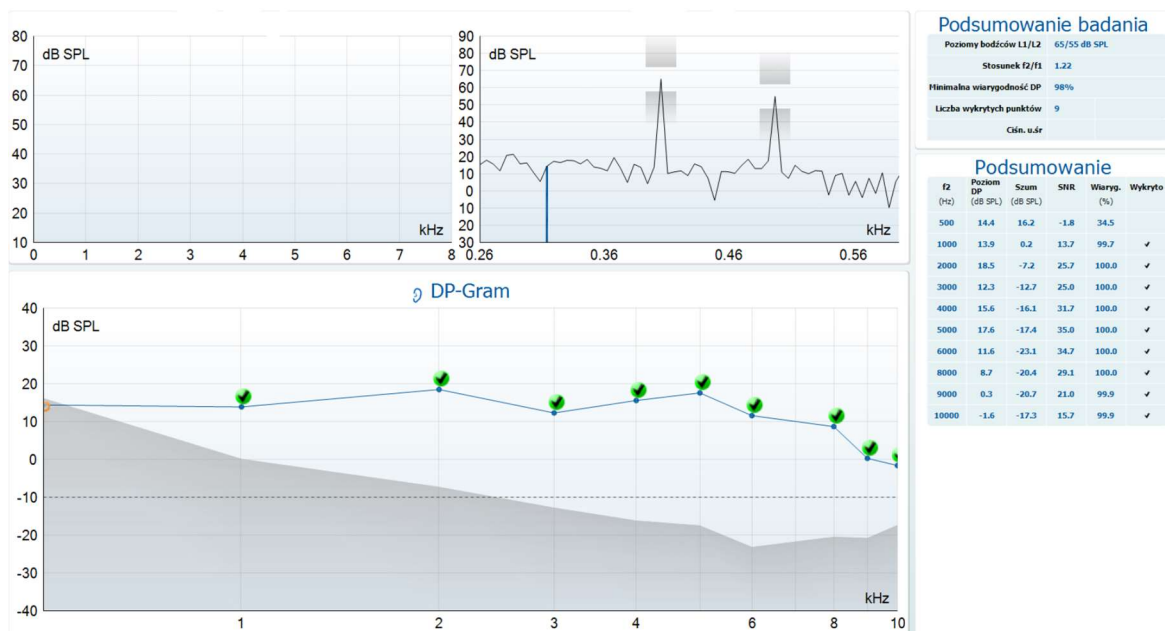 80
70
60
50
40
30
20
10
dB SPL
kHz
0 1 2 3 4 5 6 7 8
90
80
70
60
50
40
30
20
10
0
10
20
30
dB SPL
kHz
0.26 0.36 0.46 0.56
DP-Gram
40
30
20
10
0
-10
-20
-30
-40
dB SPL
kHz
1 2 3 4 6 8 10
Podsumowanie badania
Poziomy bodźców L1/L2 65/55 dB SPL
Stosunek f2/f1 1.22
Minimalna wiarygodność DP 98%
Liczba wykrytych punktów 9
Ciśn. u.śr
Podsumowanie
f2 Poziom DP Szum SNR Wiaryg. Wykryto
(Hz) (dB SPL) (dB SPL) (%)
500 14.4 16.2 -1.8 34.5
1000 13.9 0.2 13.7 99.7 ✔
2000 18.5 -7.2 25.7 100.0 ✔
3000 12.3 -12.7 25.0 100.0 ✔
4000 15.6 -16.1 31.7 100.0 ✔
5000 17.6 -17.4 35.0 100.0 ✔
6000 11.6 -23.1 34.7 100.0 ✔
8000 8.7 -20.4 29.1 100.0 ✔
9000 0.3 -20.7 21.0 99.9 ✔
10000 -1.6 -17.3 15.7 99.9 ✔